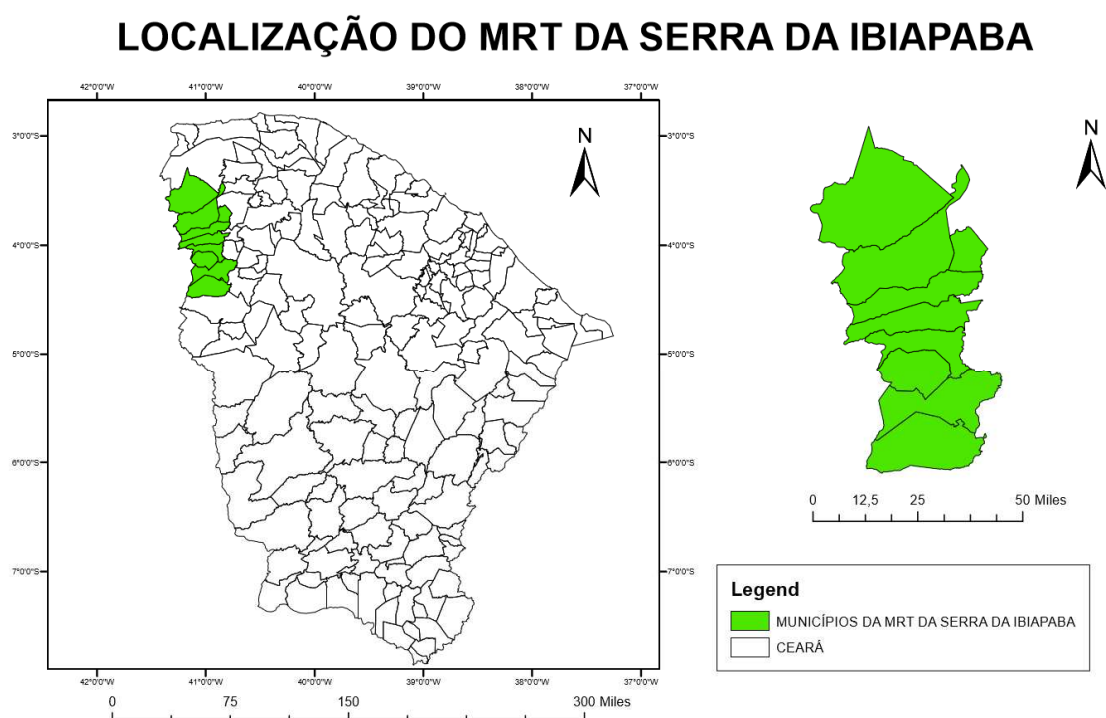 LOCALIZAÇÃO DO MRT DA SERRA DA IBIAPABA
42°0'0"W 41°0'0"W 40°0'0"W 39°0'0"W 38°0'0"W 37°0'0"W
3°0'0"S 3°0'0"S
N
N
4°0'0"S 4°0'0"S
5°0'0"S 5°0'0"S
6°0'0"S 6°0'0"S
0 12,5 25 50 Miles
7°0'0"S 7°0'0"S
Legend
MUNICÍPIOS DA MRT DA SERRA DA IBIAPABA
CEARÁ
42°0'0"W 41°0'0"W 40°0'0"W 39°0'0"W 38°0'0"W 37°0'0"W
0 75 150 300 Miles